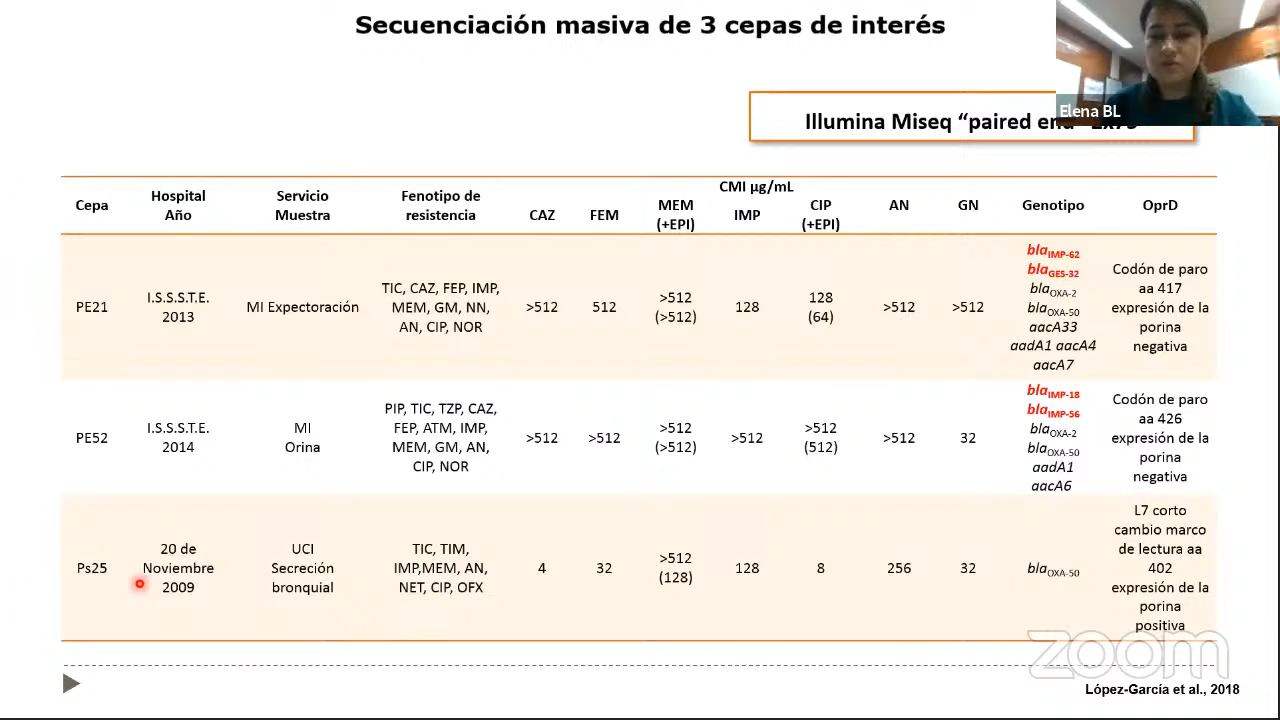 Secuenciación masiva de 3 cepas de interés
Elena BL
Illumina Miseq “paired end”
Cepa
Hospital
Año
Servicio
Muestra
Fenotipo de
resistencia
CMI µg/mL
CAZ
FEM
MEM
(+EPI)
IMP
CIP
(+EPI)
AN
GN
Genotipo
OprD
PE21
I.S.S.S.T.E.
2013
MI Expectoración
TIC, CAZ, FEP, IMP,
MEM, GM, NN,
AN, CIP, NOR
>512
512
>512
(>512)
128
128
(64)
>512
>512
blaIMP-62
blaGES-32
blaOXA-2
blaOXA-50
aacA33
aadA1 aacA4
aacA7
Codón de paro
aa 417
expresión de la
porina
negativa
PE52
I.S.S.S.T.E.
2014
MI
Orina
PIP, TIC, TZP, CAZ,
FEP, ATM, IMP,
MEM, GM, AN,
CIP, NOR
>512
>512
>512
(>512)
>512
>512
(512)
>512
32
blaIMP-18
blaIMP-56
blaOXA-2
blaOXA-50
aadA1
aacA6
Codón de paro
aa 426
expresión de la
porina
negativa
Ps25
20 de
Noviembre
2009
UCI
Secreción
bronquial
TIC, TIM,
IMP,MEM, AN,
NET, CIP, OFX
4
32
>512
(128)
128
8
256
32
blaOXA-50
L7 corto
cambio marco
de lectura aa
402
expresión de la
porina
positiva
zoom
López-García et al., 2018